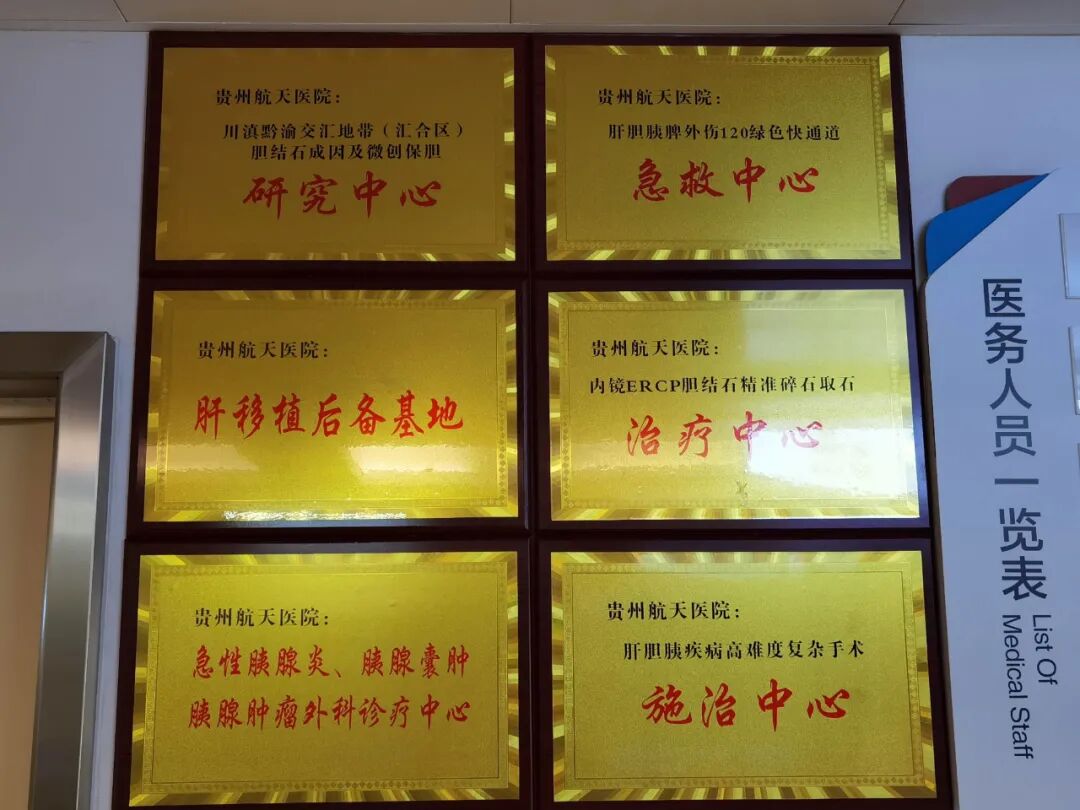 贵州航天医院：
川滇黔渝交汇地带（汇合区）
胆结石成因及微创保胆
研究中心
贵州航天医院：
肝胆胰脾外伤120绿色快通道
急救中心
贵州航天医院：
肝移植后备基地
贵州航天医院：
内镜ERCP胆结石精准碎石取石
治疗中心
贵州航天医院：
急性胰腺炎、胰腺囊肿
胰腺肿瘤外科诊疗中心
贵州航天医院：
肝胆胰疾病高难度复杂手术
施治中心
医务人员一览表
List Of
Medical Staff